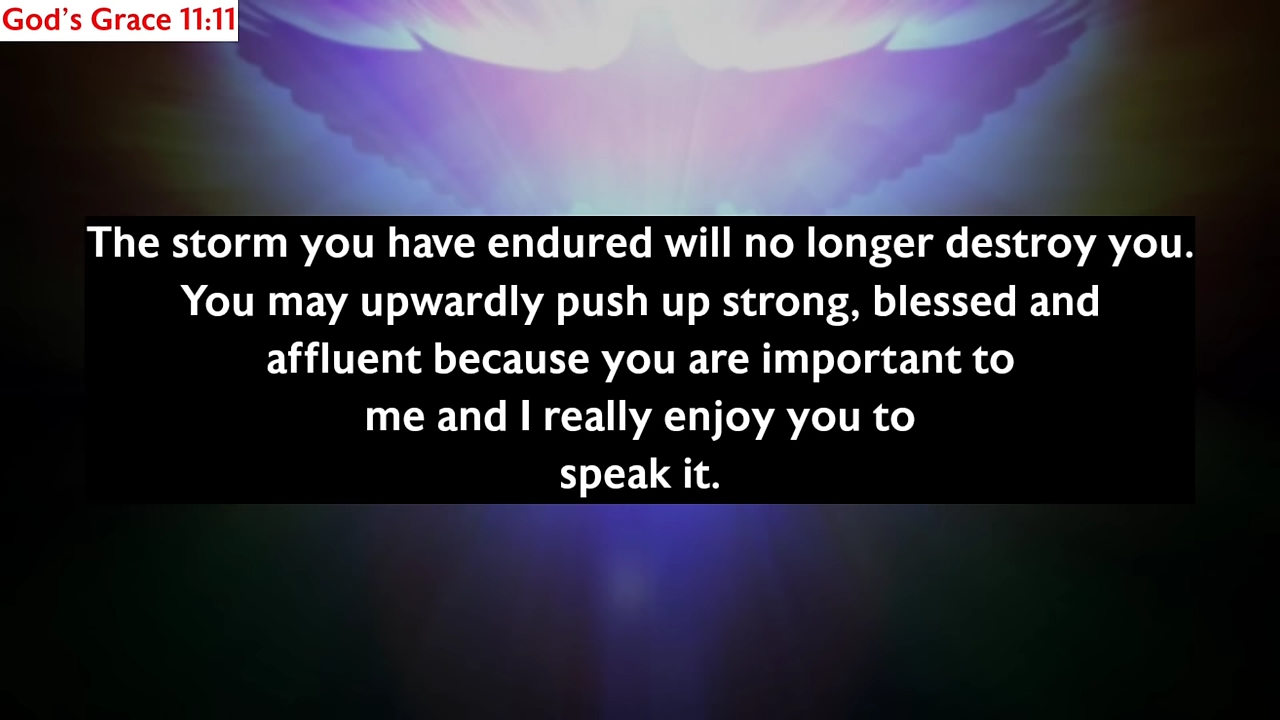 God's Grace 11:11
The storm you have endured will no longer destroy you.
You may upwardly push up strong, blessed and
affluent because you are important to
me and I really enjoy you to
speak it.